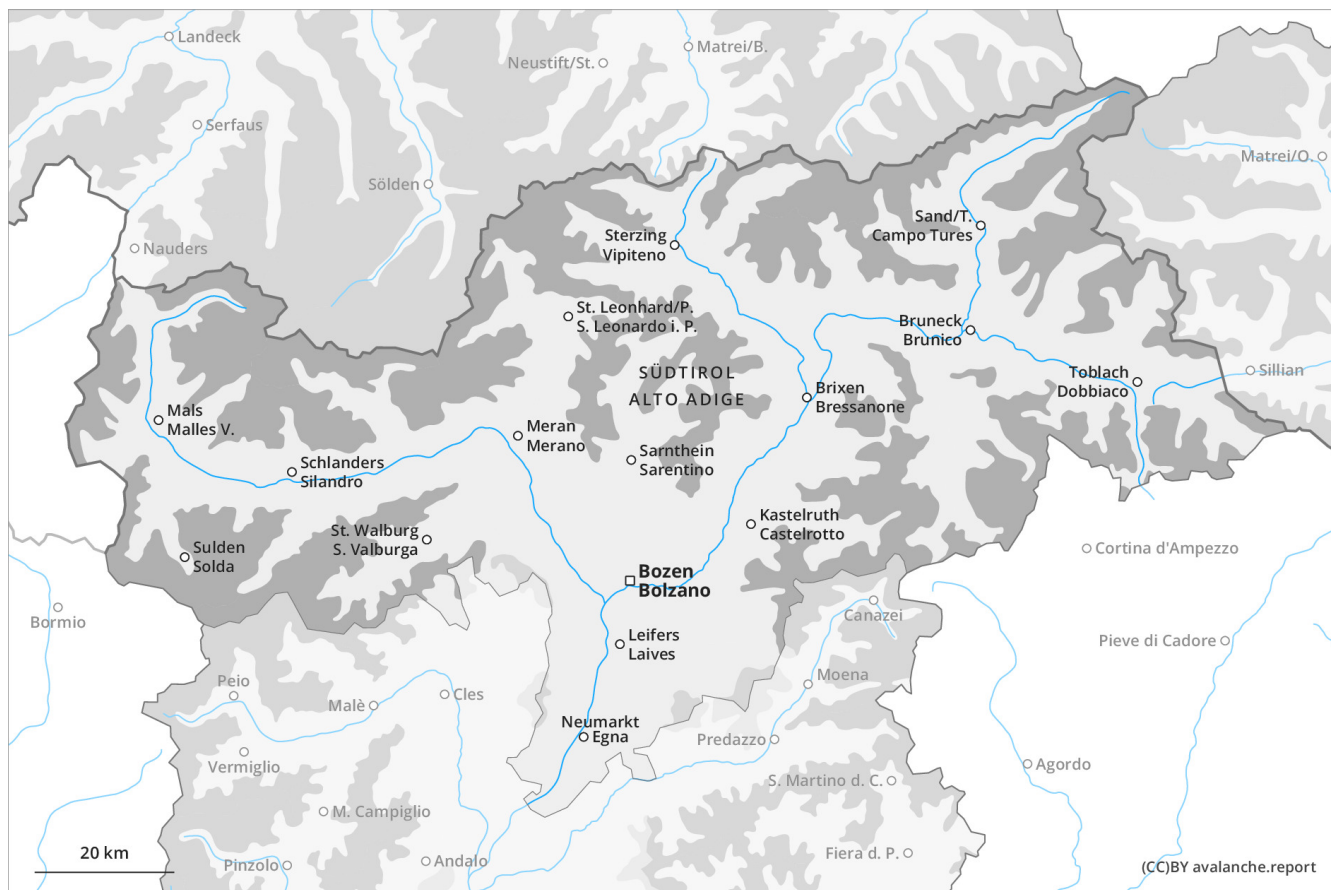 Landeck
Matrei/B.
Neustift/St.
Serfaus
Matrei/O.
Sölden
Sand/T.
Campo Tures
Nauders
Sterzing
Vipiteno
St. Leonhard/P.
S. Leonardo i. P.
Bruneck
Brunico
SÜDTIROL
ALTO ADIGE
Toblach
Dobbiaco
Sillian
Brixen
Bressanone
Mals
Malles V.
Meran
Merano
Sarnthein
Sarentino
Schlanders
Silandro
Kastelruth
Castelrotto
St. Walburg
S. Valburga
Sulden
Solda
Cortina d'Ampezzo
Bozen
Bolzano
Bormio
Canazei
Leifers
Laives
Pieve di Cadore
Peio
Moena
Malè
Cles
Neumarkt
Egna
Predazzo
Vermiglio
Agordo
S. Martino d. C.
M. Campiglio
20 km
Pinzolo
Andalo
Fiera d. P.
(CC)BY avalanche.report